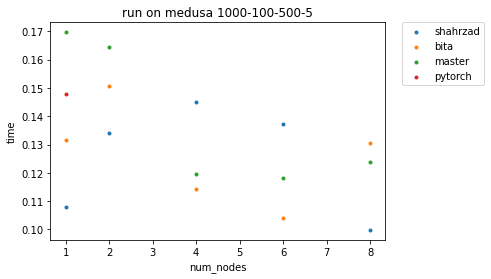 run on medusa 1000-100-500-5
0.17
0.16
0.15
0.14
0.13
0.12
0.11
0.10
time
1 2 3 4 5 6 7 8
num_nodes
shahrzad
bita
master
pytorch